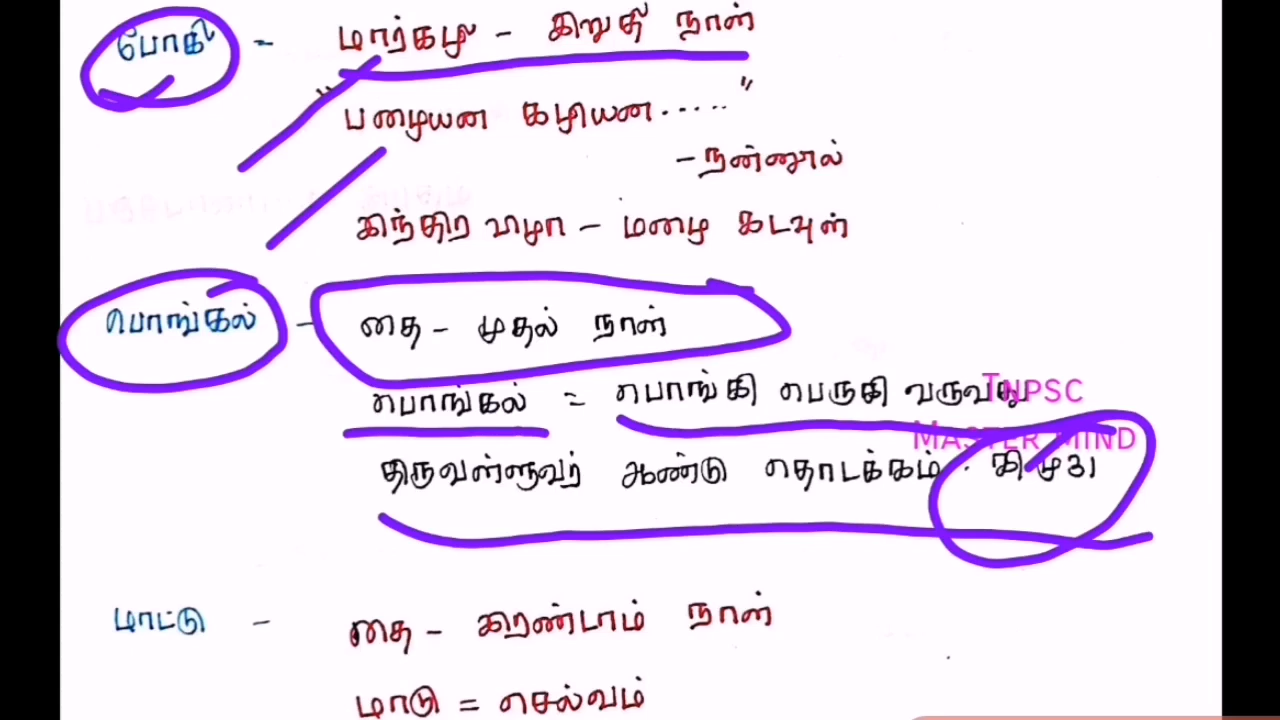 போகி - மார்கழி - இறுதி நாள்
"பழையன கழியன....."
- நன்னூல்
இந்திர விழா - மழை கடவுள்
பொங்கல் - தை - முதல் நாள்
பொங்கல் = பொங்கி பெருகி வருவது
TNPSC
MASTER MIND
திருவள்ளுவர் ஆண்டு தொடக்கம். கிமு 31
மாட்டு - தை - இரண்டாம் நாள்
மாடு = செல்வம்